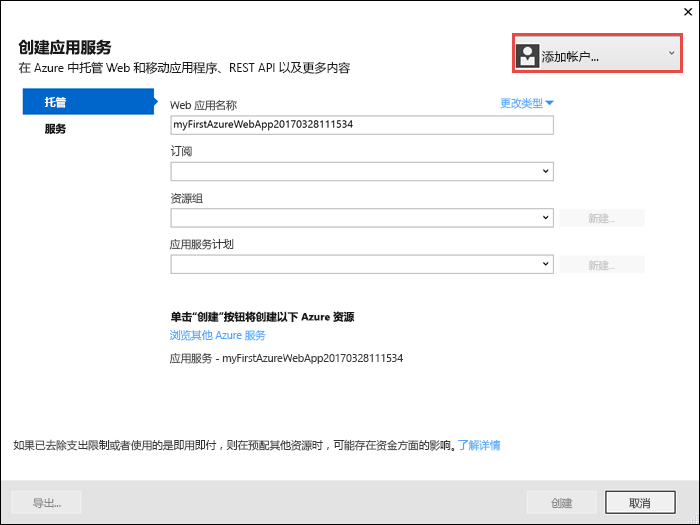 创建应用服务
在 Azure 中托管 Web 和移动应用程序、REST API 以及更多内容
添加帐户...
托管
服务
Web 应用名称
更改类型
myFirstAzureWebApp20170328111534
订阅
资源组
新建...
应用服务计划
新建...
单击“创建”按钮将创建以下 Azure 资源
浏览其他 Azure 服务
应用服务 - myFirstAzureWebApp20170328111534
如果已去除支出限制或者使用的是即用即付，则在预配其他资源时，可能存在资金方面的影响。了解详情
导出...
创建
取消